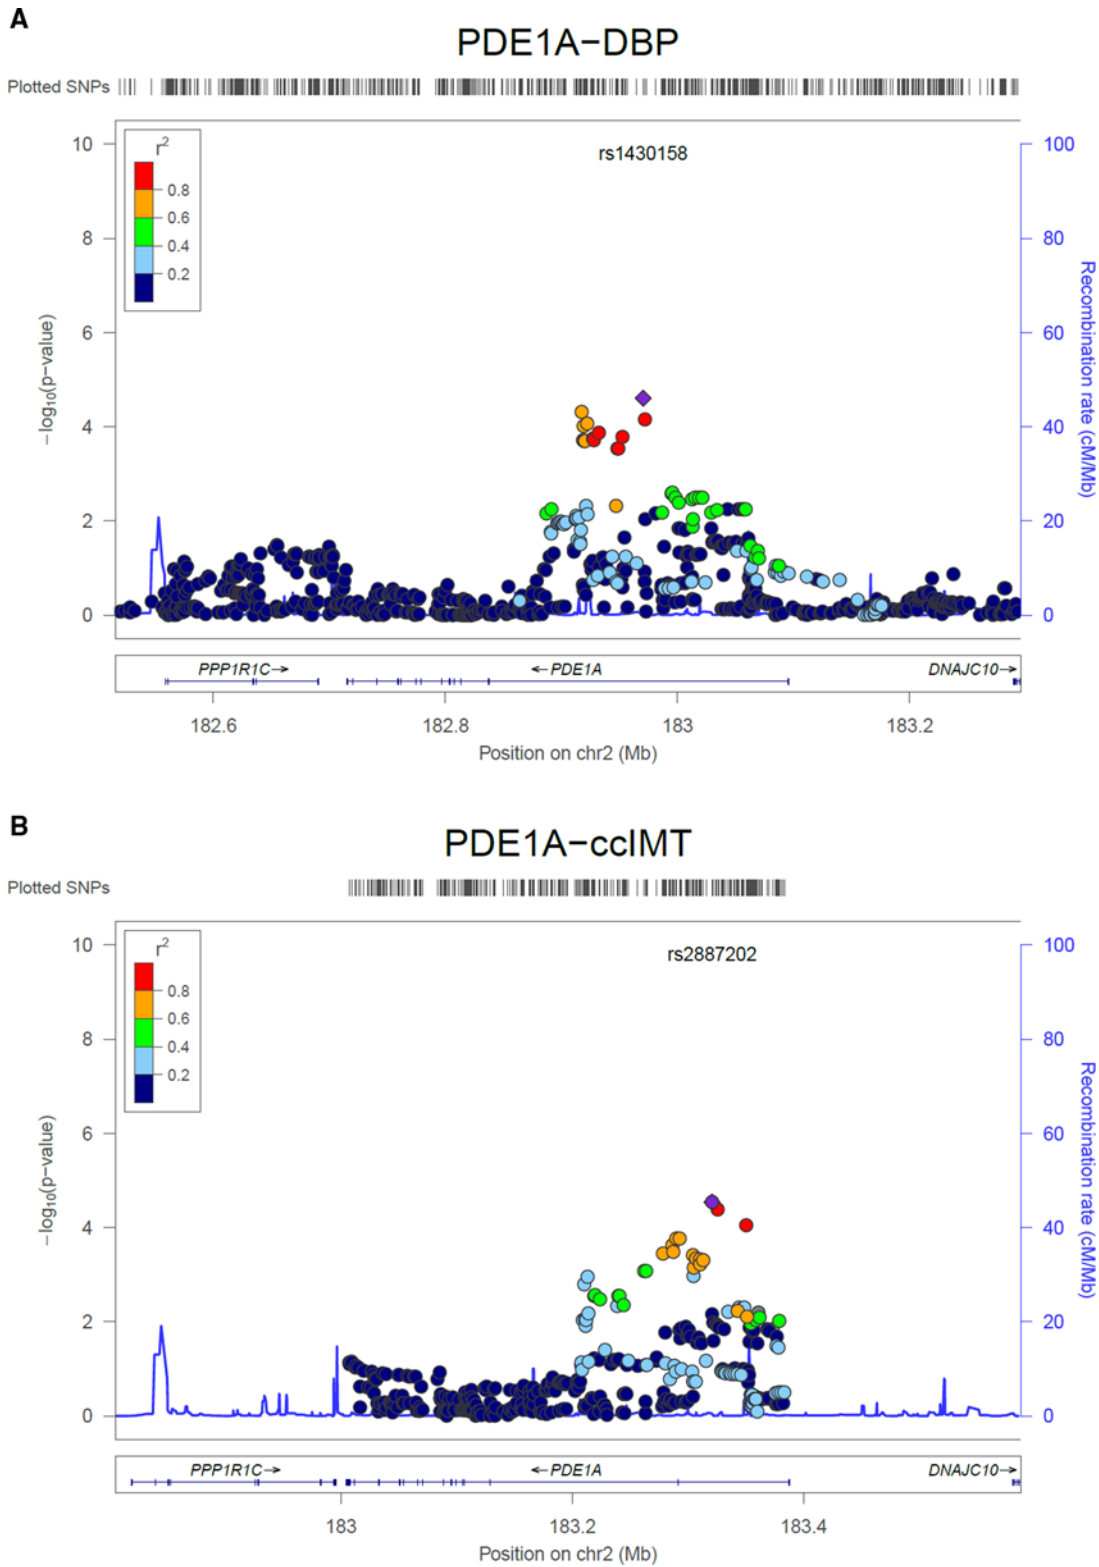 A
PDE1A−DBP
Plotted SNPs
r2
0.8
0.6
0.4
0.2
rs1430158
10
8
6
4
2
0
−log10(p−value)
100
80
60
40
20
0
Recombination rate (cM/Mb)
PPP1R1C→
←PDE1A
DNAJC10→
182.6 182.8 183 183.2
Position on chr2 (Mb)
B
PDE1A−ccIMT
Plotted SNPs
r2
0.8
0.6
0.4
0.2
rs2887202
10
8
6
4
2
0
−log10(p−value)
100
80
60
40
20
0
Recombination rate (cM/Mb)
PPP1R1C→
←PDE1A
DNAJC10→
183 183.2 183.4
Position on chr2 (Mb)